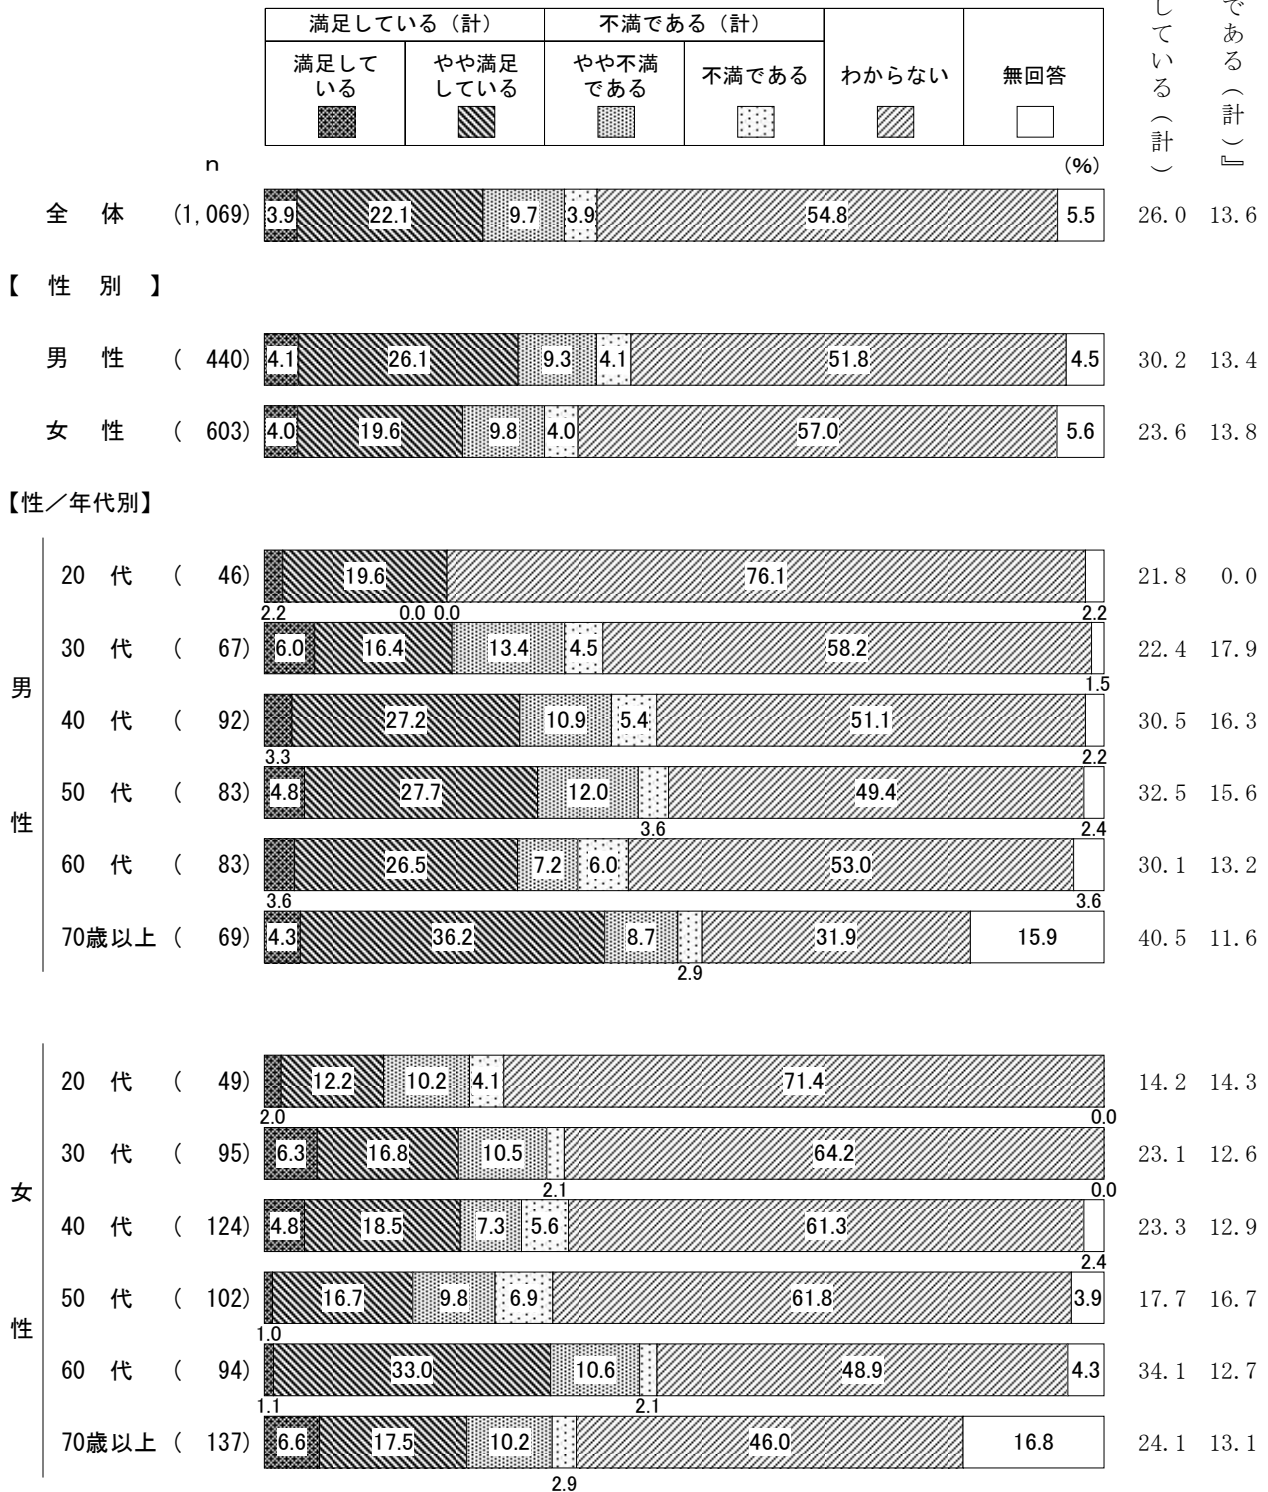 満足している（計） 不満である（計）
満足して
いる
やや満足
している
やや不満
である
不満である
わからない
無回答
している（計）
である（計）』
n (%)
全 体 (1,069) 3.9 22.1 9.7 3.9 54.8 5.5 26.0 13.6
【 性 別 】
男 性 ( 440) 4.1 26.1 9.3 4.1 51.8 4.5 30.2 13.4
女 性 ( 603) 4.0 19.6 9.8 4.0 57.0 5.6 23.6 13.8
【性／年代別】
男性
20 代 ( 46) 19.6 76.1 21.8 0.0
2.2 0.0 0.0 2.2
30 代 ( 67) 6.0 16.4 13.4 4.5 58.2 22.4 17.9
1.5
40 代 ( 92) 27.2 10.9 5.4 51.1 30.5 16.3
3.3 2.2
50 代 ( 83) 4.8 27.7 12.0 49.4 32.5 15.6
3.6 2.4
60 代 ( 83) 26.5 7.2 6.0 53.0 30.1 13.2
3.6 3.6
70歳以上 ( 69) 4.3 36.2 8.7 31.9 15.9 40.5 11.6
2.9
女性
20 代 ( 49) 12.2 10.2 4.1 71.4 14.2 14.3
2.0 0.0
30 代 ( 95) 6.3 16.8 10.5 64.2 23.1 12.6
2.1 0.0
40 代 ( 124) 4.8 18.5 7.3 5.6 61.3 23.3 12.9
2.4
50 代 ( 102) 16.7 9.8 6.9 61.8 3.9 17.7 16.7
1.0
60 代 ( 94) 33.0 10.6 48.9 4.3 34.1 12.7
1.1 2.1
70歳以上 ( 137) 6.6 17.5 10.2 46.0 16.8 24.1 13.1
2.9